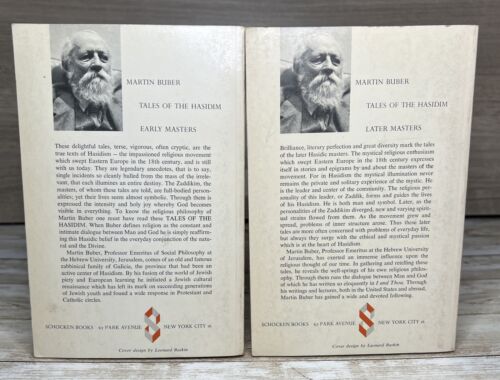 MARTIN BUBER
TALES OF THE HASIDIM
EARLY MASTERS
These delightful tales, terse, vigorous, often cryptic, are the
true texts of Hasidism — the impassioned religious movement
which swept Eastern Europe in the 18th century, and is still
with us today. They are legendary anecdotes, that is to say,
single incidents so clearly hailed from the mass of the irrele-
vant, that each illumines an entire destiny. The Zaddikim, the
masters, of whom these tales are told, are full-bodied person-
alities; yet their lives seem almost symbolic. Through them is
expressed the intensity and holy joy whereby God becomes
visible in everything. To know the religious philosophy of
Martin Buber one must have read these TALES OF THE
HASIDIM. When Buber defines religion as the constant and
intimate dialogue between Man and God he is simply reaffirm-
ing this Hasidic belief in the everyday conjunction of the natu-
ral and the Divine.
Martin Buber, Professor Emeritus of Social Philosophy at
the Hebrew University, Jerusalem, comes of an old and famous
rabbinical family of Galicia, the province that had been an
active center of Hasidism. By his fusion of the world of Jewish
piety and European learning he initiated a Jewish cultural
renaissance which has left its mark on succeeding generations
of Jewish youth and found a wide response in Protestant and
Catholic circles.
SCHOCKEN BOOKS 67 PARK AVENUE NEW YORK CITY 16
Cover design by Leonard Baskin
MARTIN BUBER
TALES OF THE HASIDIM
LATER MASTERS
Brilliance, literary perfection and great diversity mark the tales
of the later Hasidic masters. The mystical religious enthusiasm
which swept Eastern Europe in the 18th century expresses
itself in stories and epigrams by and about the masters of the
movement. For in Hasidism the mystical illumination never
remains the private and solitary experience of the mystic. He
is the leader and center of the community. The religious per-
sonality of this leader, or Zaddik, forms and guides the lives
of his Hasidim. He is both man and symbol. Later, as the
personalities of the Zaddikim diverged, new and varying spirit-
ual strains flowed from them. As the movement grew and
spread, problems of inner structure arose. Thus these later
tales are more often concerned with problems of everyday life,
but always they surge with the ethical and mystical passion
which is at the heart of Hasidism.
Martin Buber, Professor Emeritus at the Hebrew University
of Jerusalem, has exerted an immense influence upon the
religious thought of our time. In gathering and retelling these
tales, he reveals the well-springs of his own religious philo-
sophy. Through them runs the dialogue between Man and God
of which he has written so eloquently in I and Thou. Through
his writings and lectures, both in the United States and abroad,
Martin Buber has gained a wide and devoted following.
SCHOCKEN BOOKS 67 PARK AVENUE NEW YORK CITY 16
Cover design by Leonard Baskin